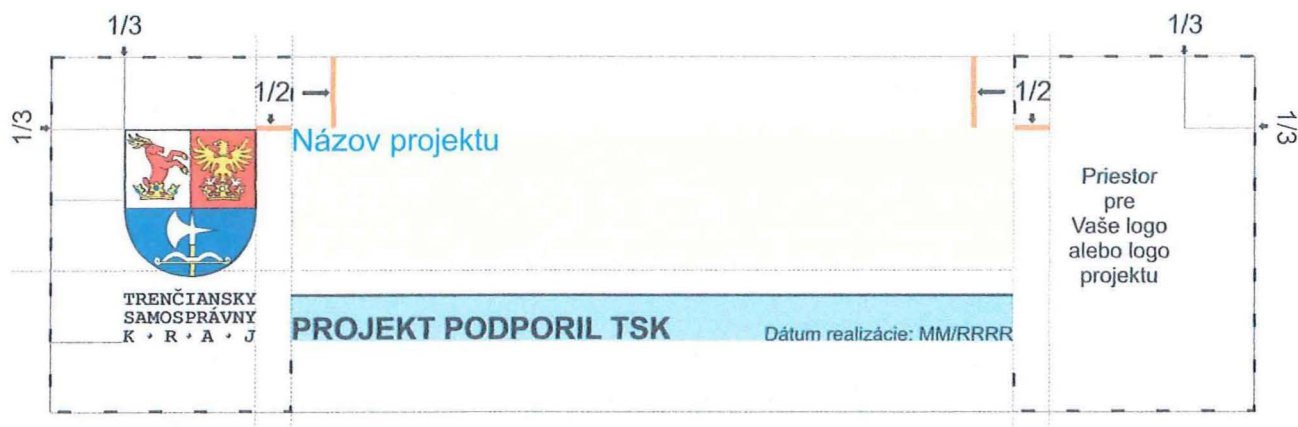 1/3
1/3
1/2
1/2
1/3
1/3
Názov projektu
Priestor
pre
Vaše logo
alebo logo
projektu
TRENČIANSKY
SAMOSPRÁVNY
K · R · A · J
PROJEKT PODPORIL TSK
Dátum realizácie: MM/RRRR